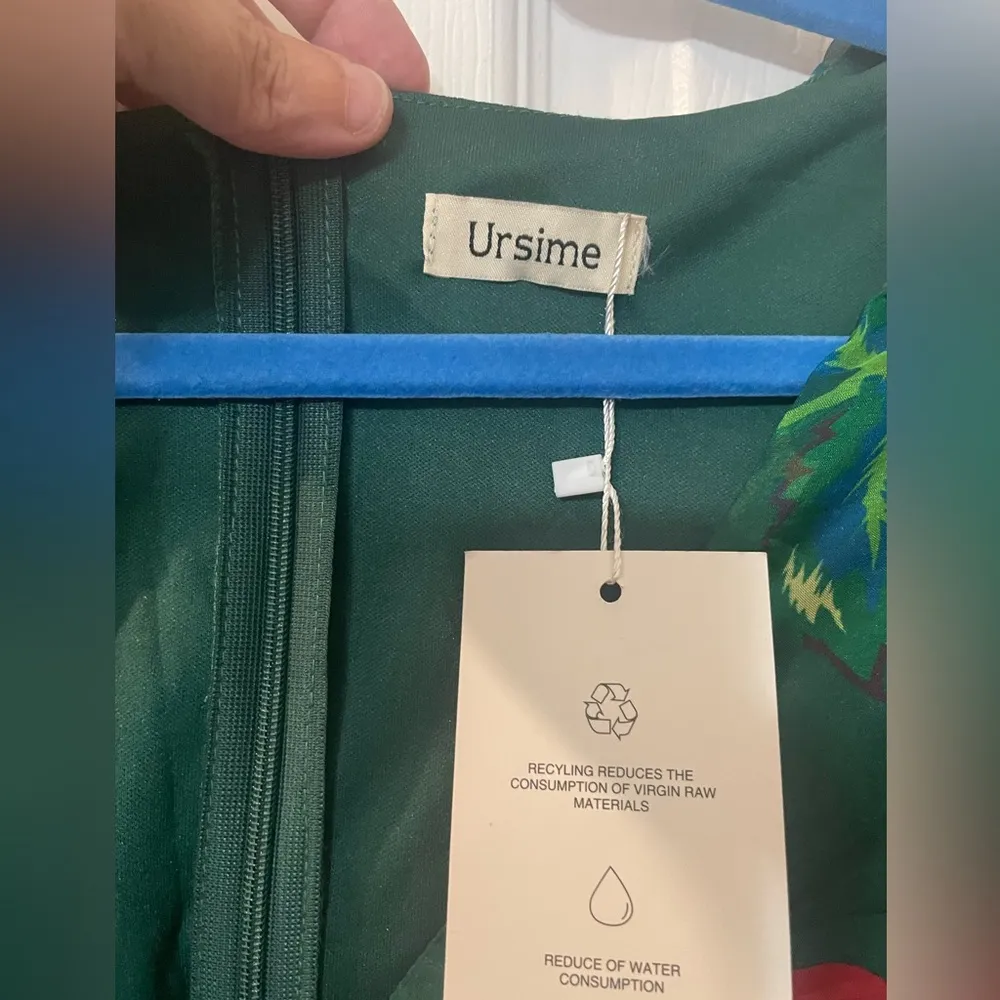 Ursime
RECYLING REDUCES THE
CONSUMPTION OF VIRGIN RAW
MATERIALS
REDUCE OF WATER
CONSUMPTION